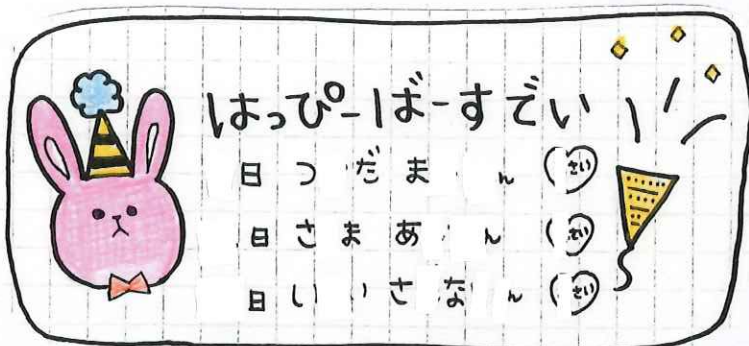 はっぴーばーすでい
日 つ だ ま ん (さい)
日 さ ま あ ん (さい)
日 い い さ な ん (さい)